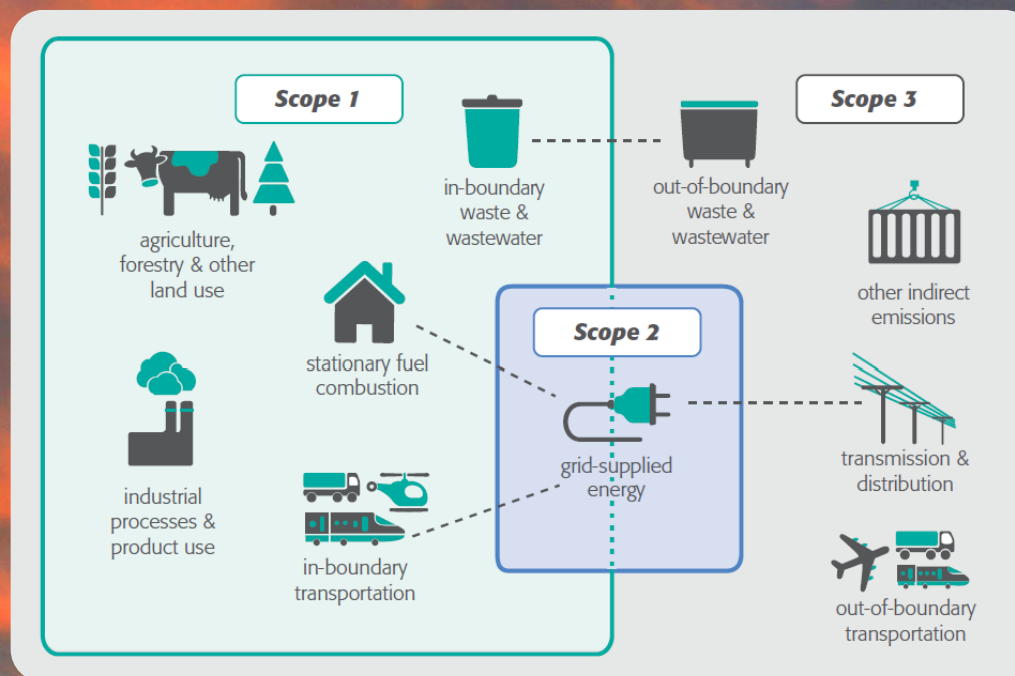 Scope 1
Scope 3
in-boundary
waste &
wastewater
out-of-boundary
waste &
wastewater
agriculture,
forestry & other
land use
other indirect
emissions
Scope 2
stationary fuel
combustion
grid-supplied
energy
transmission &
distribution
industrial
processes &
product use
in-boundary
transportation
out-of-boundary
transportation